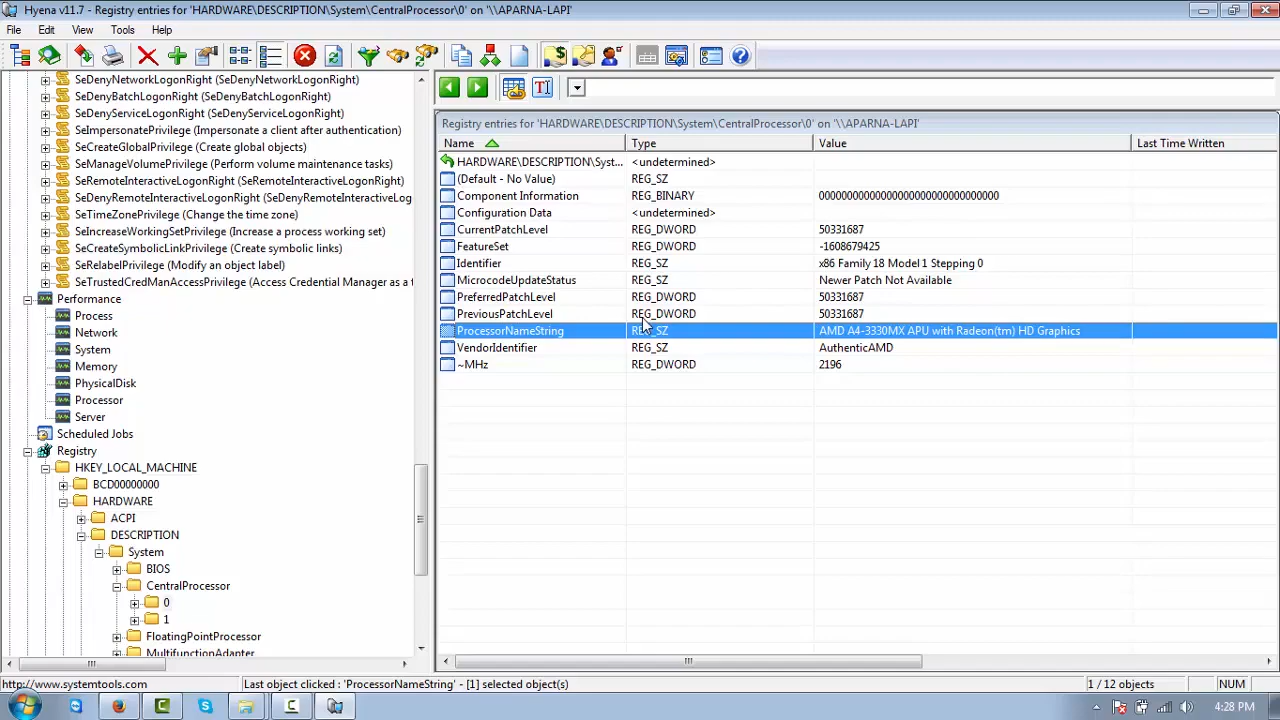 Hyena v11.7 - Registry entries for 'HARDWARE\DESCRIPTION\System\CentralProcessor\0' on '\\APARNA-LAPI'
File Edit View Tools Help
SeDenyNetworkLogonRight (SeDenyNetworkLogonRight)
SeDenyBatchLogonRight (SeDenyBatchLogonRight)
SeDenyServiceLogonRight (SeDenyServiceLogonRight)
SeImpersonatePrivilege (Impersonate a client after authentication)
SeCreateGlobalPrivilege (Create global objects)
SeManageVolumePrivilege (Perform volume maintenance tasks)
SeRemoteInteractiveLogonRight (SeRemoteInteractiveLogonRight)
SeDenyRemoteInteractiveLogonRight (SeDenyRemoteInteractiveLog
SeTimeZonePrivilege (Change the time zone)
SeIncreaseWorkingSetPrivilege (Increase a process working set)
SeCreateSymbolicLinkPrivilege (Create symbolic links)
SeRelabelPrivilege (Modify an object label)
SeTrustedCredManAccessPrivilege (Access Credential Manager as a t
Performance
Process
Network
System
Memory
PhysicalDisk
Processor
Server
Scheduled Jobs
Registry
HKEY_LOCAL_MACHINE
BCD00000000
HARDWARE
ACPI
DESCRIPTION
System
BIOS
CentralProcessor
0
1
FloatingPointProcessor
MultifunctionAdapter
Registry entries for 'HARDWARE\DESCRIPTION\System\CentralProcessor\0' on '\\APARNA-LAPI'
Name Type Value Last Time Written
HARDWARE\DESCRIPTION\Syst... <undetermined>
(Default - No Value) REG_SZ
Component Information REG_BINARY 00000000000000000000000000000000
Configuration Data <undetermined>
CurrentPatchLevel REG_DWORD 50331687
FeatureSet REG_DWORD -1608679425
Identifier REG_SZ x86 Family 18 Model 1 Stepping 0
MicrocodeUpdateStatus REG_SZ Newer Patch Not Available
PreferredPatchLevel REG_DWORD 50331687
PreviousPatchLevel REG_DWORD 50331687
ProcessorNameString REG_SZ AMD A4-3330MX APU with Radeon(tm) HD Graphics
VendorIdentifier REG_SZ AuthenticAMD
~MHz REG_DWORD 2196
http://www.systemtools.com Last object clicked : 'ProcessorNameString' - [1] selected object(s) 1 / 12 objects NUM
4:28 PM